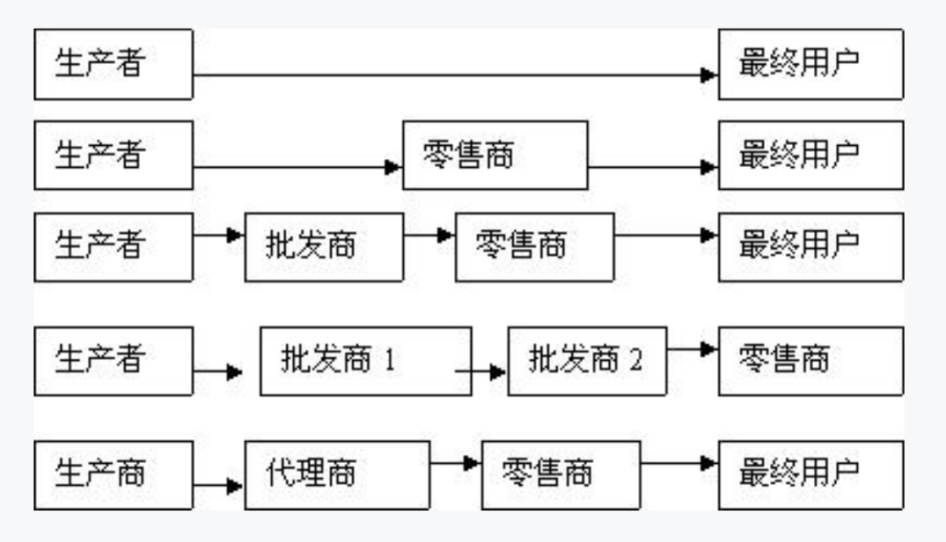 生产者 最终用户
生产者 零售商 最终用户
生产者 批发商 零售商 最终用户
生产者 批发商 1 批发商 2 零售商
生产商 代理商 零售商 最终用户